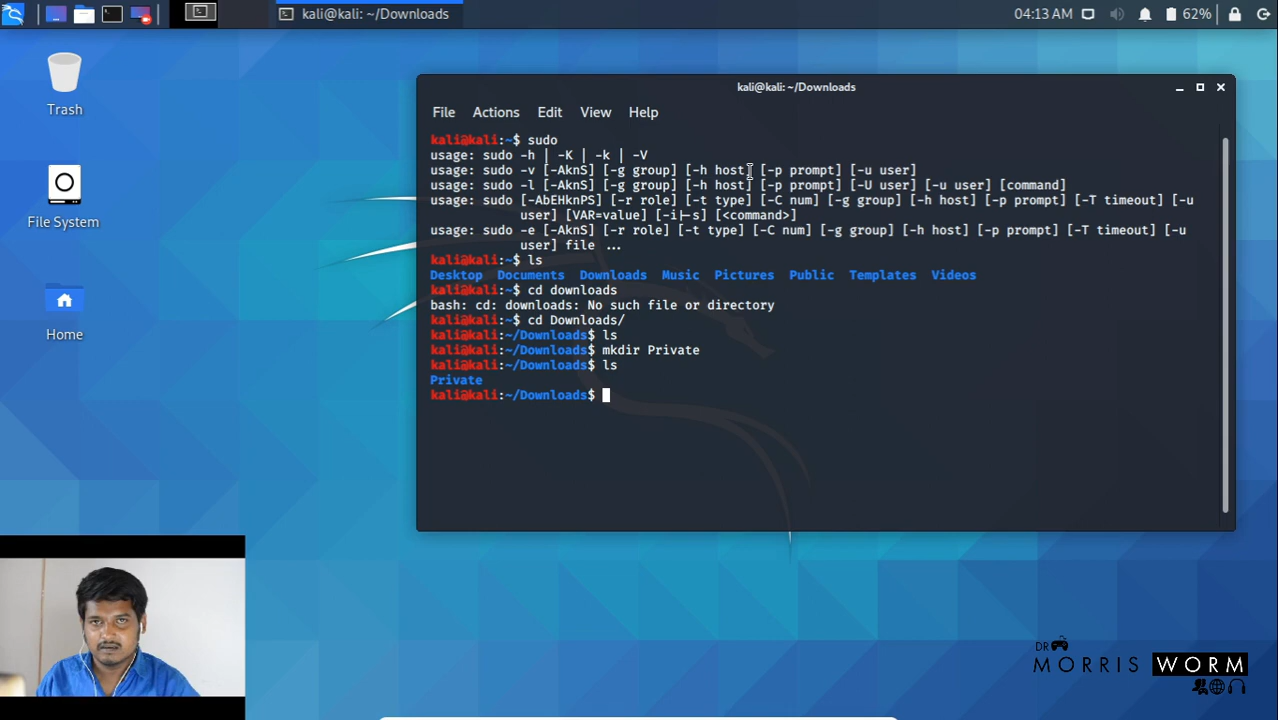 kali@kali: ~/Downloads
04:13 AM
62%
Trash
File System
Home
kali@kali: ~/Downloads
File Actions Edit View Help
kali@kali:~$ sudo
usage: sudo -h | -K | -k | -V
usage: sudo -v [-AknS] [-g group] [-h host] [-p prompt] [-u user]
usage: sudo -l [-AknS] [-g group] [-h host] [-p prompt] [-U user] [-u user] [command]
usage: sudo [-AbEHknPS] [-r role] [-t type] [-C num] [-g group] [-h host] [-p prompt] [-T timeout] [-u
user] [VAR=value] [-i|-s] [<command>]
usage: sudo -e [-AknS] [-r role] [-t type] [-C num] [-g group] [-h host] [-p prompt] [-T timeout] [-u
user] file ...
kali@kali:~$ ls
Desktop Documents Downloads Music Pictures Public Templates Videos
kali@kali:~$ cd downloads
bash: cd: downloads: No such file or directory
kali@kali:~$ cd Downloads/
kali@kali:~/Downloads$ ls
kali@kali:~/Downloads$ mkdir Private
kali@kali:~/Downloads$ ls
Private
kali@kali:~/Downloads$
DR
MORRIS WORM